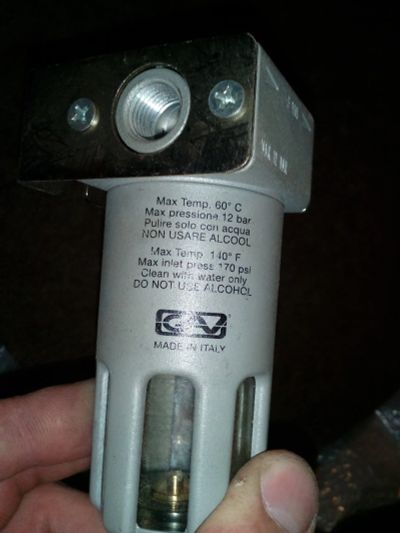 Max Temp. 60° C
Max pressione 12 bar
Pulire solo con acqua
NON USARE ALCOOL
Max Temp. 140° F
Max inlet press 170 psi
Clean with water only
DO NOT USE ALCOHOL
MADE IN ITALY